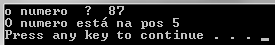 o numero  ?  87
O numero está na pos 5
Press any key to continue . . .